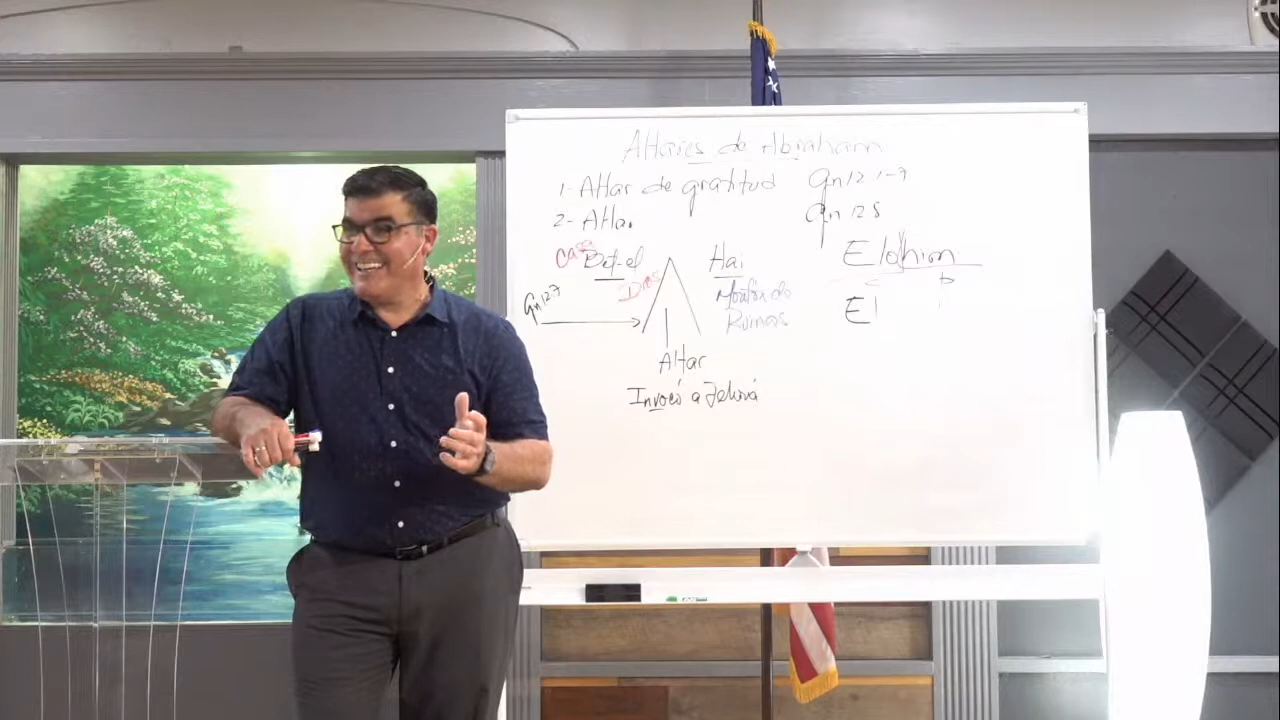 Altares de Abraham
1- Altar de gratitud Gn 12 1-7
2- Altar Gn 12 8
Casa Dios
Bet-el Hai Elohim
Gn 12:7 Montón de Ruinas El
Altar
Invocó a Jehová